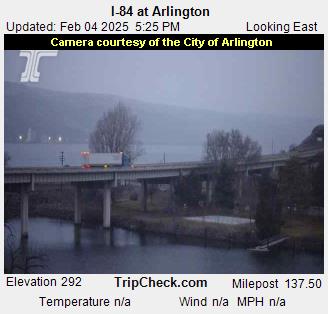 I-84 at Arlington
Updated: Feb 04 2025 5:25 PM Looking East
Camera courtesy of the City of Arlington
Elevation 292 TripCheck.com Milepost 137.50
Temperature n/a Wind n/a MPH n/a